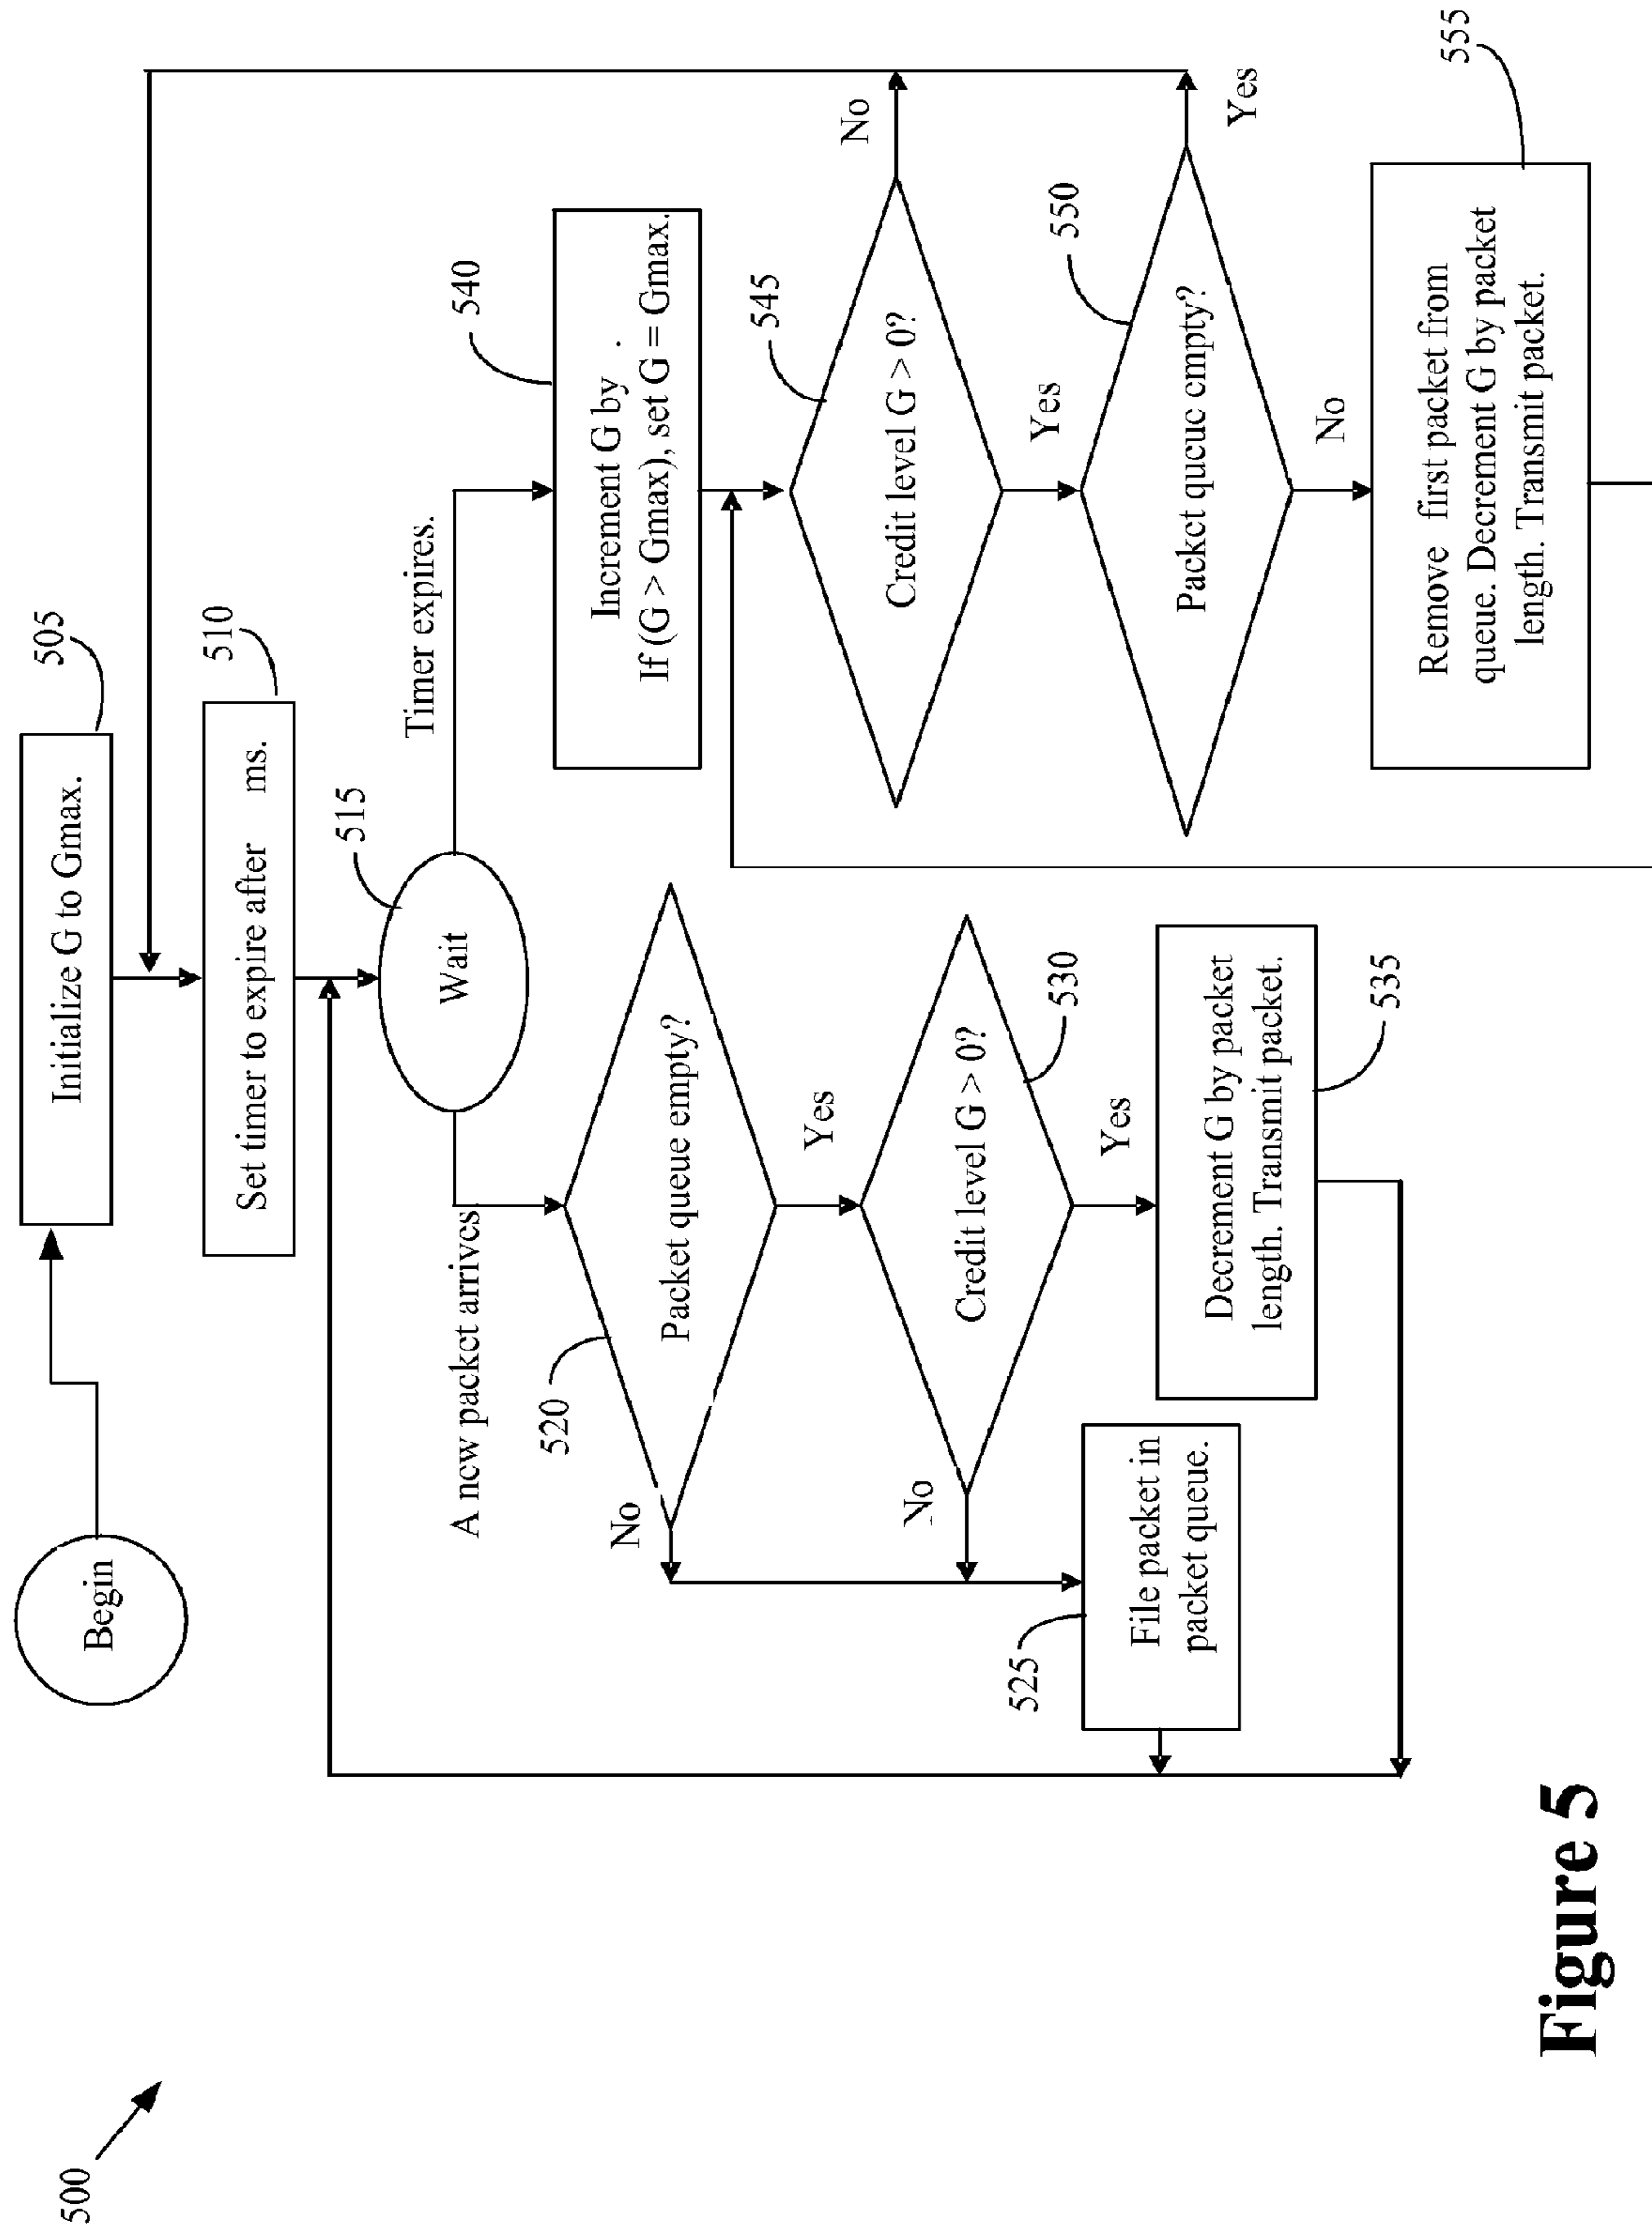 500
Begin
Initialize G to Gmax.
505
Set timer to expire after ms.
510
Wait
515
A new packet arrives
Timer expires.
Packet queue empty?
520
No
Yes
Credit level G > 0?
530
No
Yes
File packet in
packet queue.
525
Decrement G by packet
length. Transmit packet.
535
Increment G by .
If (G > Gmax), set G = Gmax.
540
Credit level G > 0?
545
No
Yes
Packet queue empty?
550
Yes
No
Remove first packet from
queue. Decrement G by packet
length. Transmit packet.
555
Figure 5